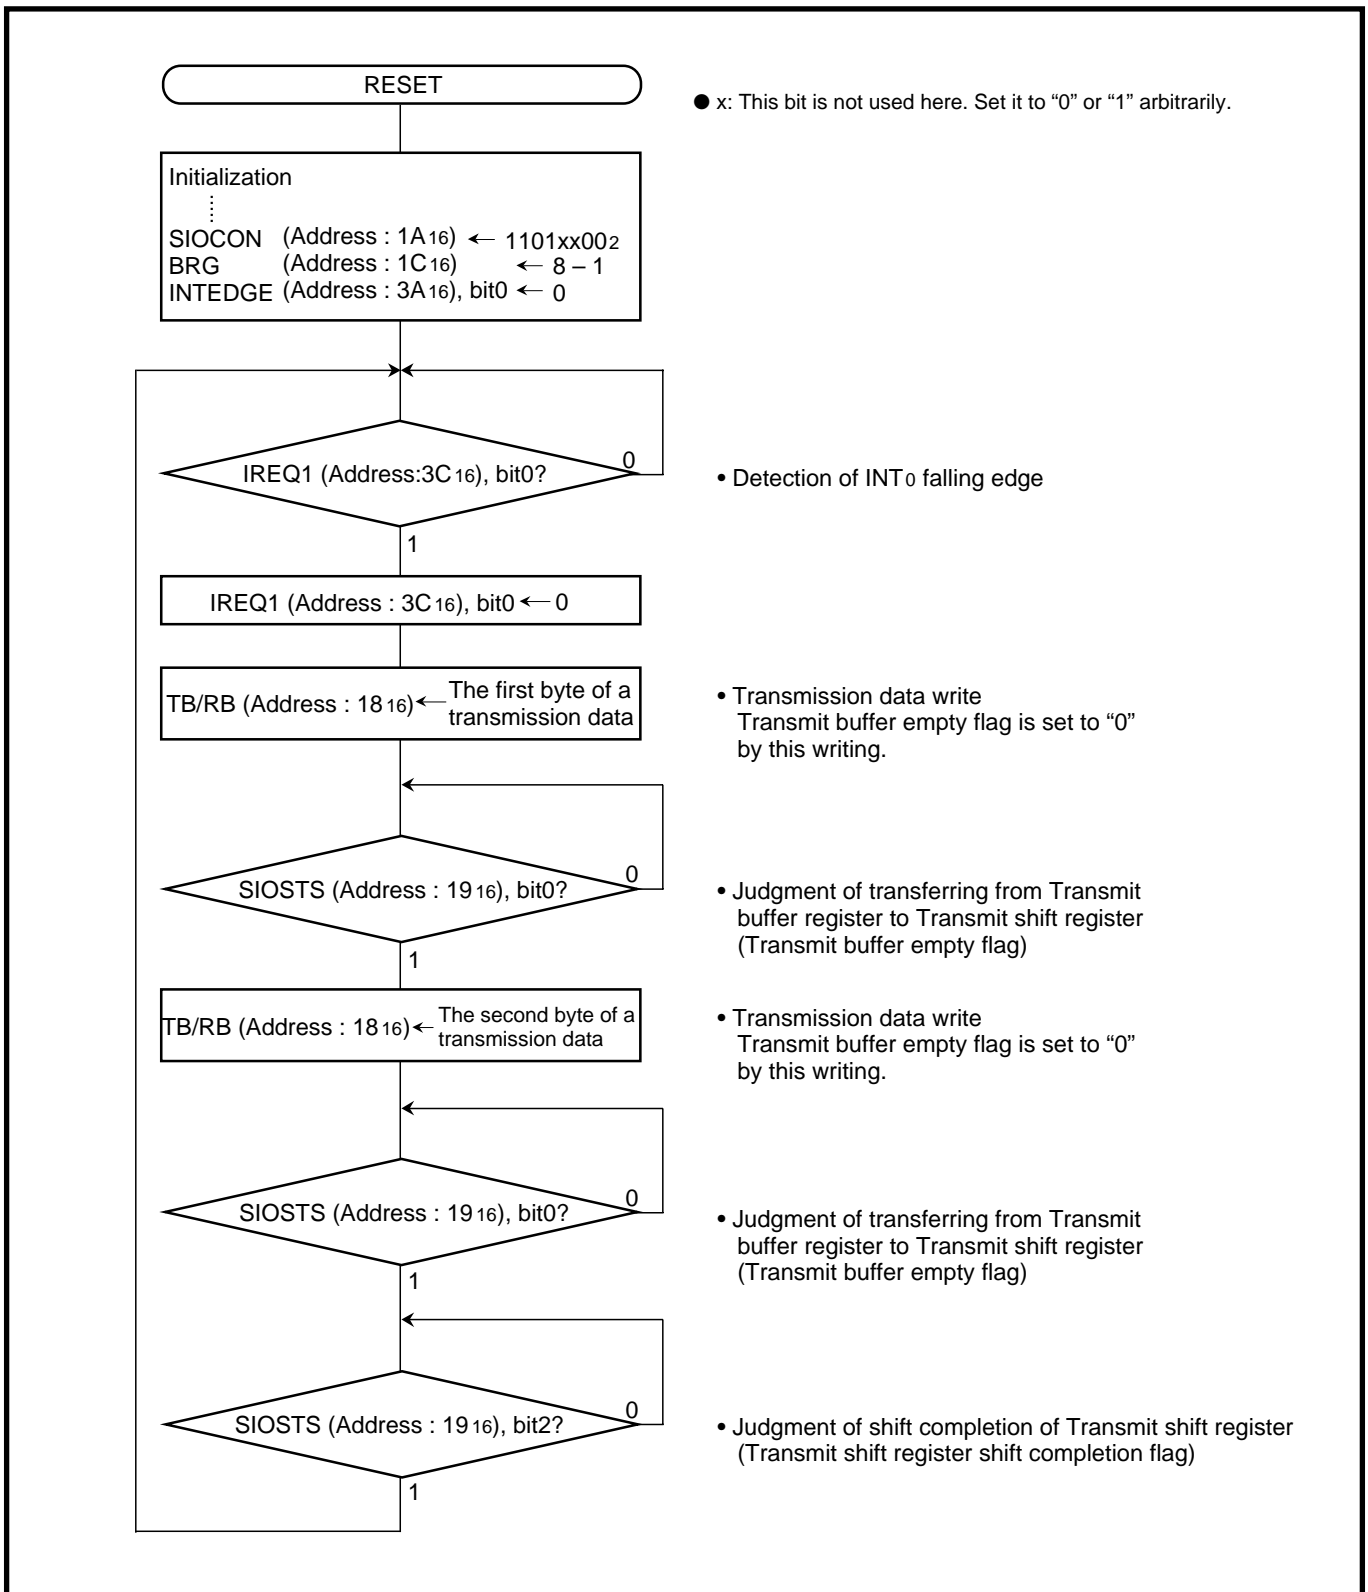 RESET
● x: This bit is not used here. Set it to “0” or “1” arbitrarily.
Initialization
SIOCON (Address : 1A16) ← 1101xx002
BRG (Address : 1C16) ← 8 – 1
INTEDGE (Address : 3A16), bit0 ← 0
IREQ1 (Address:3C16), bit0?
0
• Detection of INT0 falling edge
1
IREQ1 (Address : 3C16), bit0 ← 0
TB/RB (Address : 1816) ← The first byte of a
transmission data
• Transmission data write
Transmit buffer empty flag is set to “0”
by this writing.
SIOSTS (Address : 1916), bit0?
0
• Judgment of transferring from Transmit
buffer register to Transmit shift register
(Transmit buffer empty flag)
1
TB/RB (Address : 1816) ← The second byte of a
transmission data
• Transmission data write
Transmit buffer empty flag is set to “0”
by this writing.
SIOSTS (Address : 1916), bit0?
0
• Judgment of transferring from Transmit
buffer register to Transmit shift register
(Transmit buffer empty flag)
1
SIOSTS (Address : 1916), bit2?
0
• Judgment of shift completion of Transmit shift register
(Transmit shift register shift completion flag)
1